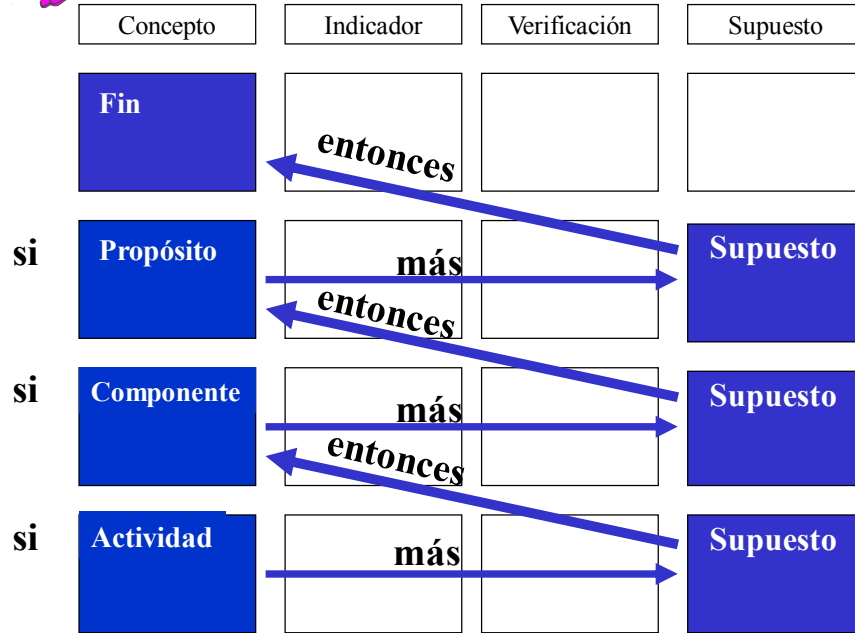 Concepto
Indicador
Verificación
Supuesto
Fin
entonces
si
Propósito
más
Supuesto
entonces
si
Componente
más
Supuesto
entonces
si
Actividad
más
Supuesto